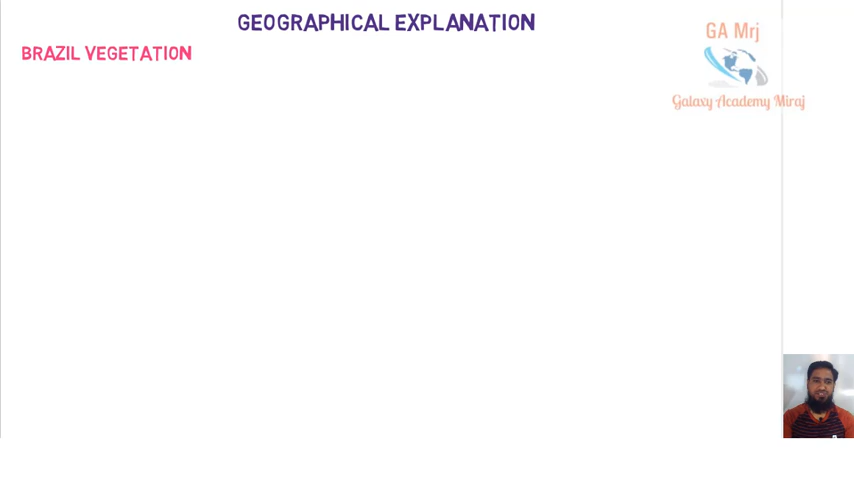 GEOGRAPHICAL EXPLANATION
GA Mrj
BRAZIL VEGETATION
Galaxy Academy Miraj